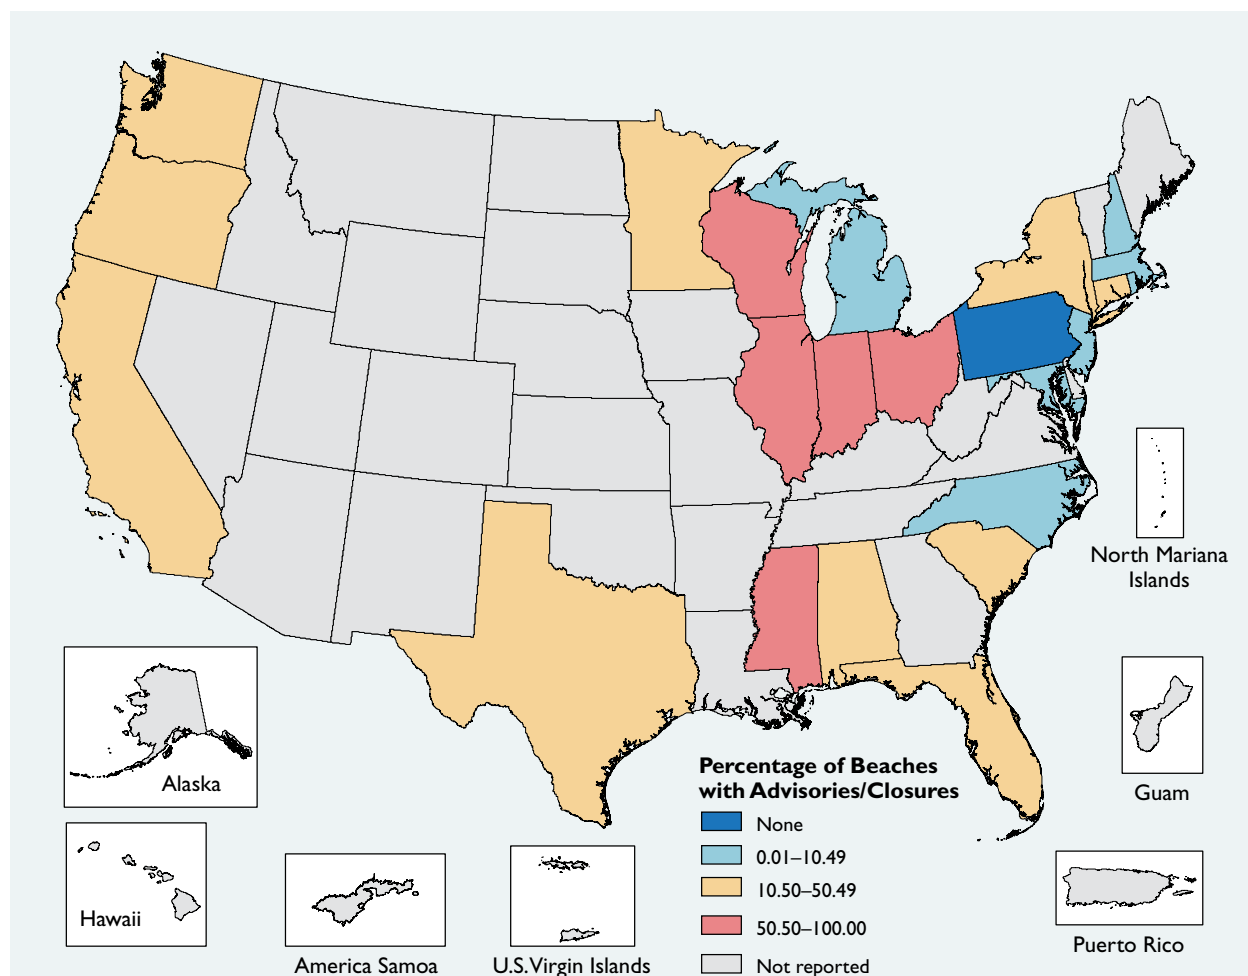 North Mariana
Islands
Alaska
Guam
Hawaii
America Samoa
U.S. Virgin Islands
Puerto Rico
Percentage of Beaches
with Advisories/Closures
None
0.01–10.49
10.50–50.49
50.50–100.00
Not reported